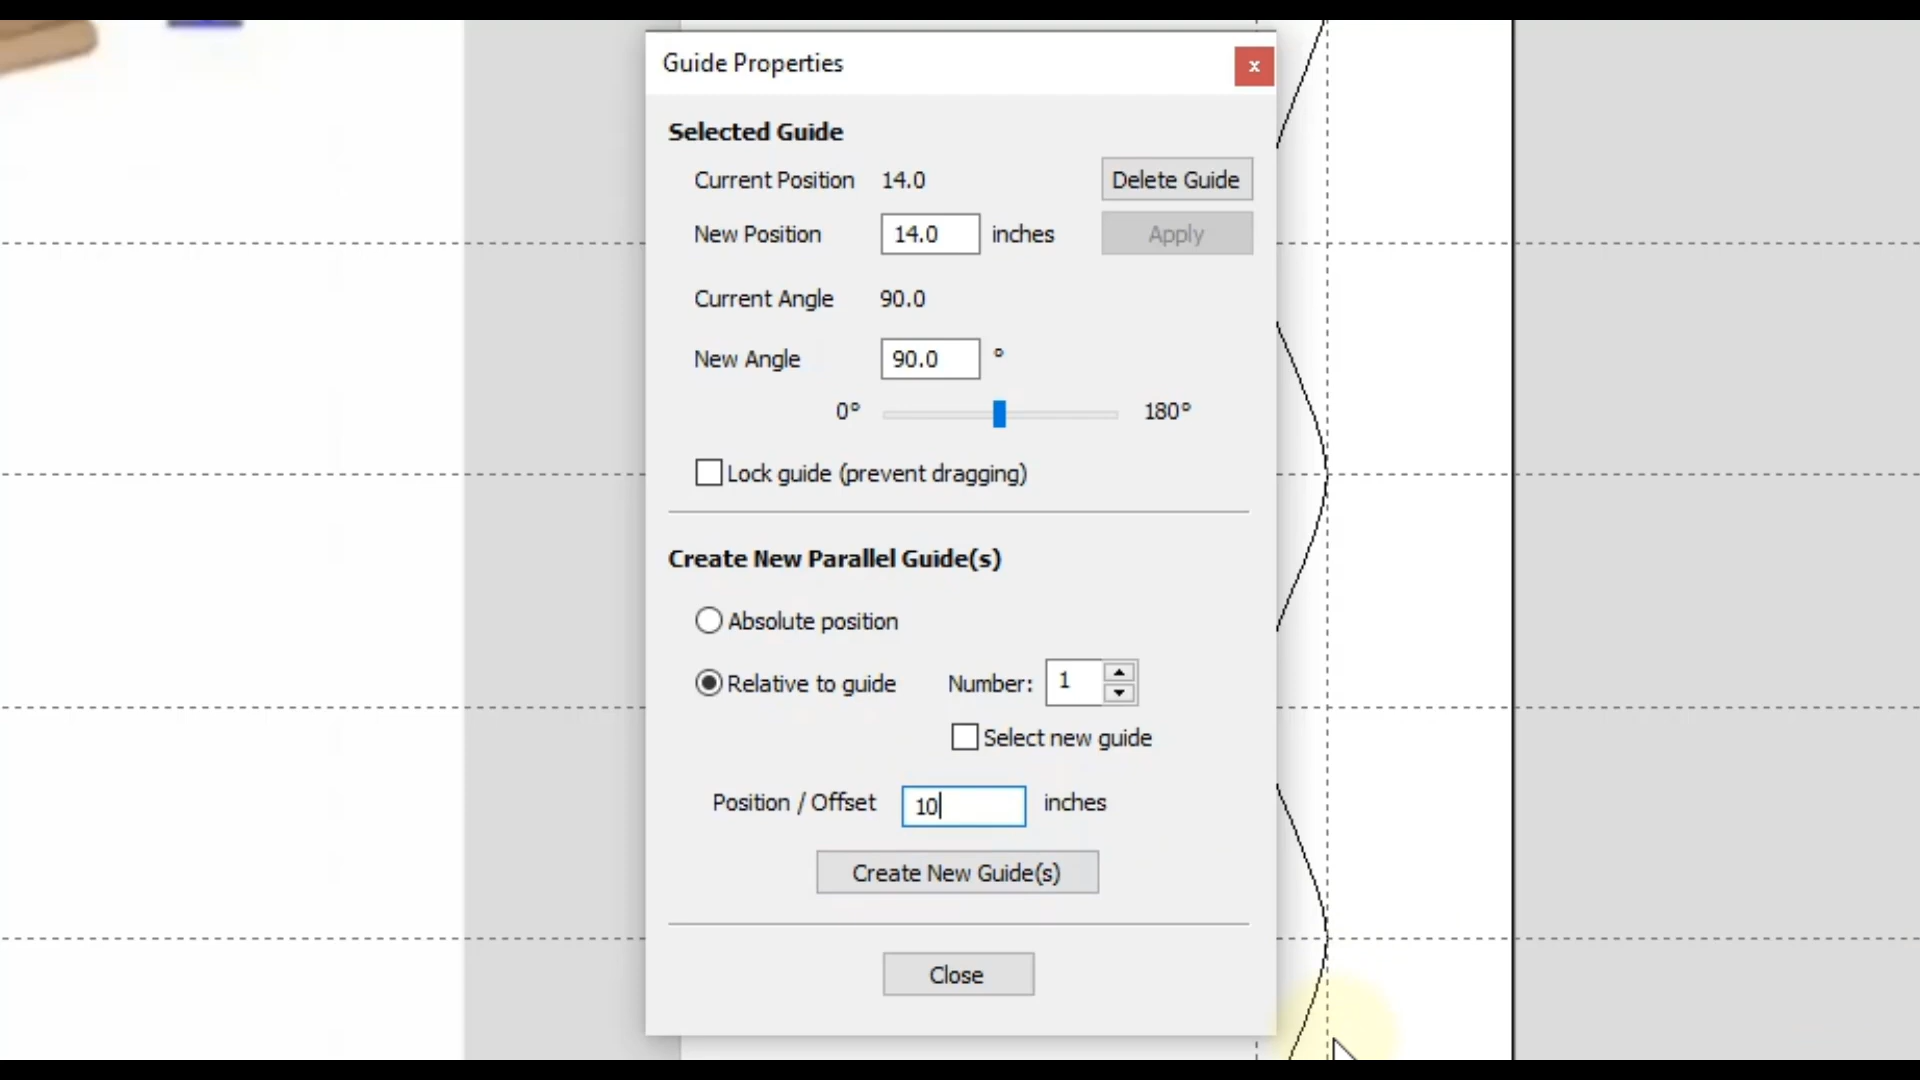 Guide Properties
x
Selected Guide
Current Position 14.0 Delete Guide
New Position 14.0 inches Apply
Current Angle 90.0
New Angle 90.0 °
0° 180°
Lock guide (prevent dragging)
Create New Parallel Guide(s)
Absolute position
Relative to guide Number: 1
Select new guide
Position / Offset 10 inches
Create New Guide(s)
Close